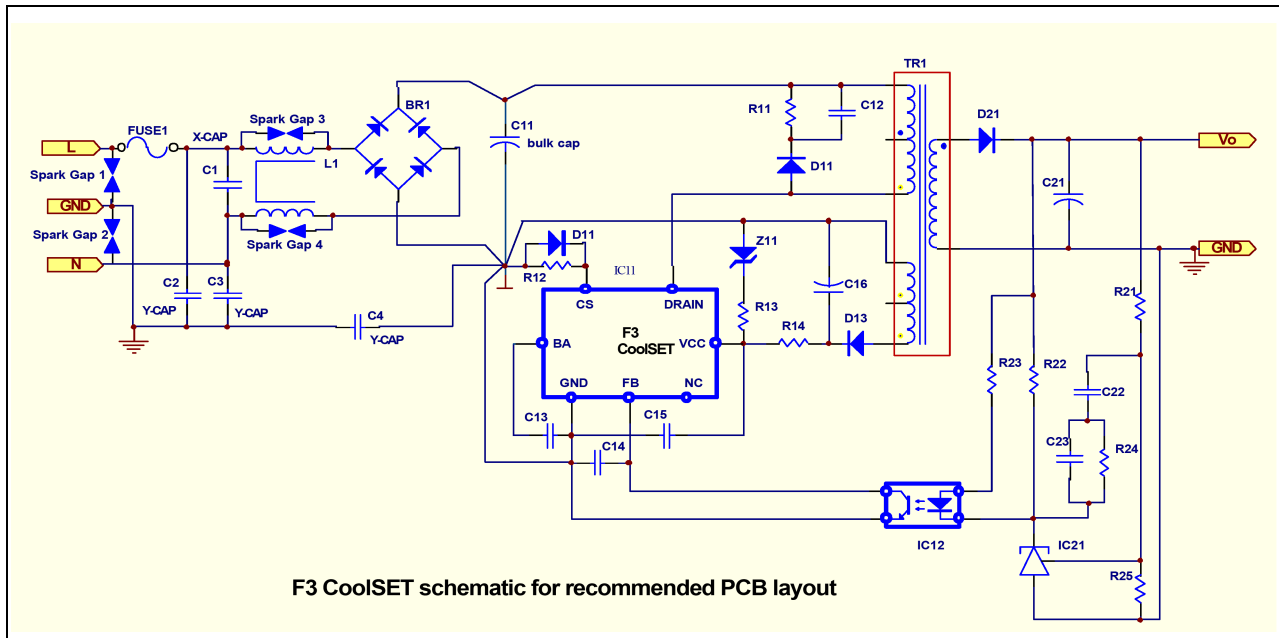 TR1
BR1
Spark Gap 3
R11
C12
D21
FUSE1
X-CAP
C11
bulk cap
L
Vo
L1
Spark Gap 1
C1
D11
C21
GND
Spark Gap 2
Spark Gap 4
D11
Z11
GND
N
R12
IC11
C2
C3
CS
DRAIN
C16
R21
Y-CAP
Y-CAP
C4
Y-CAP
F3
CoolSET
R13
R14
D13
BA
VCC
R23
R22
GND
FB
NC
C22
C13
C15
C14
C23
R24
IC12
IC21
R25
F3 CoolSET schematic for recommended PCB layout